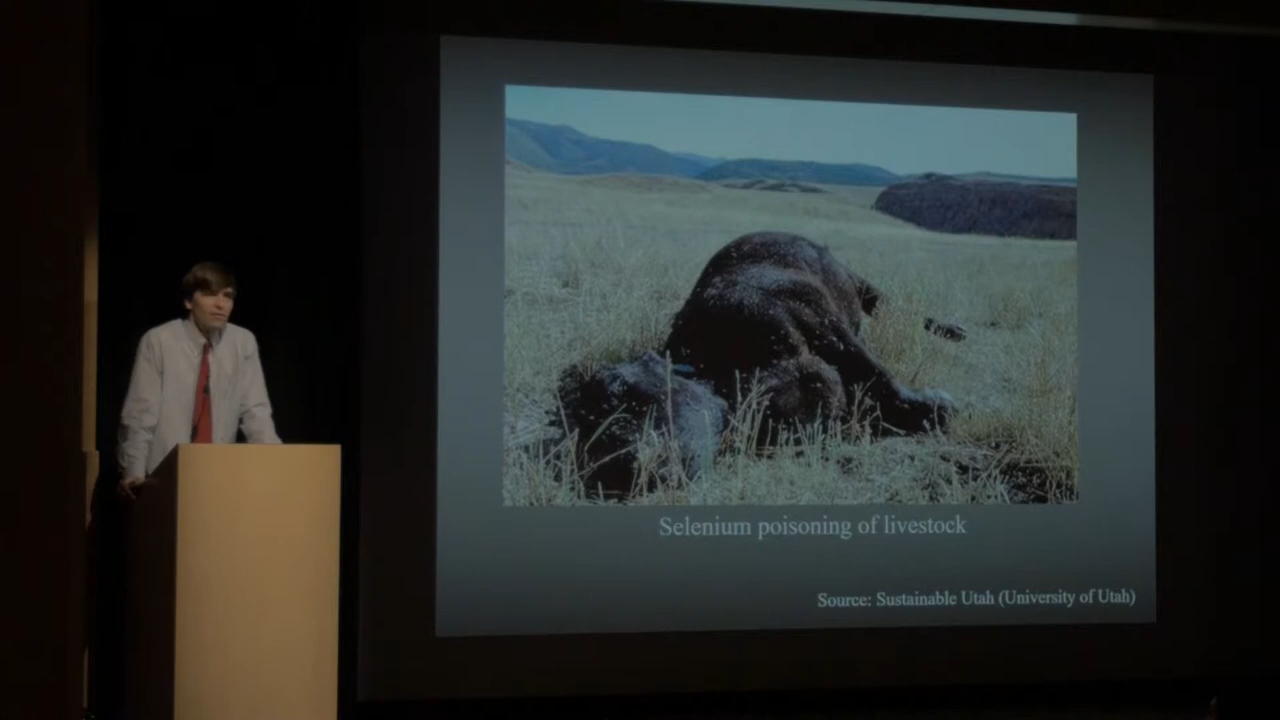 Selenium poisoning of livestock
Source: Sustainable Utah (University of Utah)